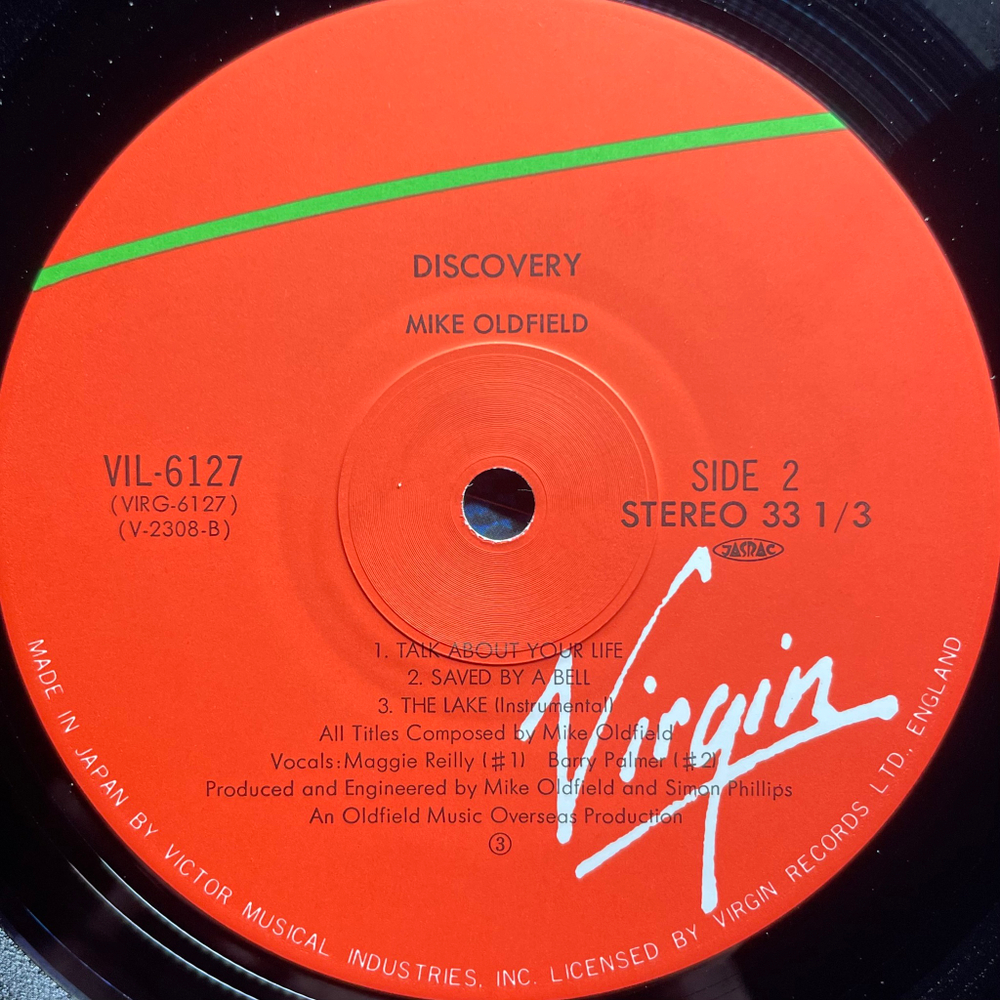 DISCOVERY
MIKE OLDFIELD
VIL-6127
(VIRG-6127)
(V-2308-B)
SIDE 2
STEREO 33 1/3
JASRAC
1. TALK ABOUT YOUR LIFE
2. SAVED BY A BELL
3. THE LAKE (Instrumental)
All Titles Composed by Mike Oldfield
Vocals: Maggie Reilly (#1) Barry Palmer (#2)
Produced and Engineered by Mike Oldfield and Simon Phillips
An Oldfield Music Overseas Production
③
Virgin
MADE IN JAPAN BY VICTOR MUSICAL INDUSTRIES, INC. LICENSED BY VIRGIN RECORDS LTD., ENGLAND